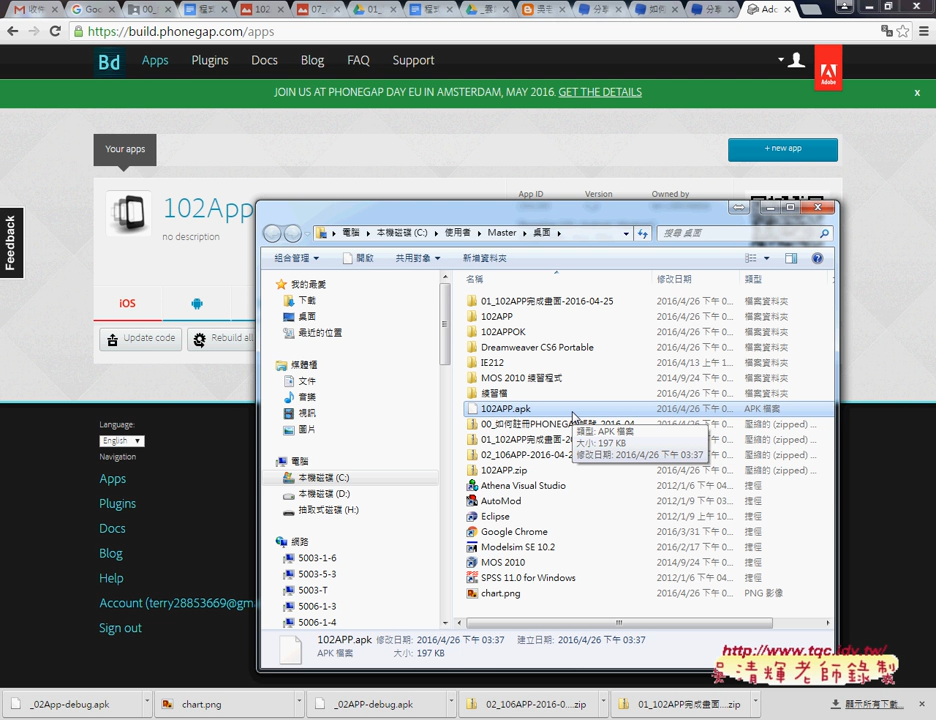 收件
Goo
00_
程式
102
07_
01_
程式
分享
如何
分享
Adc
https://build.phonegap.com/apps
Bd Apps Plugins Docs Blog FAQ Support
Adobe
JOIN US AT PHONEGAP DAY EU IN AMSTERDAM, MAY 2016. GET THE DETAILS x
Your apps
+ new app
102App
no description
App ID Version Owned by
Feedback
iOS
Update code
Rebuild all
電腦 本機磁碟 (C:) 使用者 Master 桌面
搜尋 桌面
組合管理 開啟 共用對象 新增資料夾
我的最愛
下載
桌面
最近的位置
媒體櫃
文件
音樂
視訊
圖片
電腦
本機磁碟 (C:)
本機磁碟 (D:)
抽取式磁碟 (H:)
網路
5003-1-6
5003-5-3
5003-T
5006-1-3
5006-1-4
名稱 修改日期 類型
01_102APP完成畫面-2016-04-25 2016/4/26 下午 0... 檔案資料夾
102APP 2016/4/26 下午 0... 檔案資料夾
102APPOK 2016/4/26 下午 0... 檔案資料夾
Dreamweaver CS6 Portable 2016/4/26 下午 0... 檔案資料夾
IE212 2016/4/13 上午 1... 檔案資料夾
MOS 2010 練習程式 2014/9/24 下午 0... 檔案資料夾
練習檔 2016/4/26 下午 0... 檔案資料夾
102APP.apk 2016/4/26 下午 0... APK 檔案
00_如何註冊PHONEGAP帳號_2016-04 壓縮的 (zipped) ...
01_102APP完成畫面-20 壓縮的 (zipped) ...
02_106APP-2016-04-2 壓縮的 (zipped) ...
102APP.zip 2016/4/26 下午 0... 壓縮的 (zipped) ...
Athena Visual Studio 2012/1/6 下午 04... 捷徑
AutoMod 2012/1/9 下午 03... 捷徑
Eclipse 2012/1/9 上午 10... 捷徑
Google Chrome 2016/3/31 下午 0... 捷徑
Modelsim SE 10.2 2016/2/17 下午 0... 捷徑
MOS 2010 2014/9/24 下午 0... 捷徑
SPSS 11.0 for Windows 2012/1/6 下午 04... 捷徑
chart.png 2016/4/26 下午 0... PNG 影像
類型: APK 檔案
大小: 197 KB
修改日期: 2016/4/26 下午 03:37
102APP.apk 修改日期: 2016/4/26 下午 03:37 建立日期: 2016/4/26 下午 03:37
APK 檔案 大小: 197 KB
Language:
English
Navigation
Apps
Plugins
Docs
Blog
Help
Account (terry28853669@gma
Sign out
http://www.tqc.idv.tw/
吳清輝老師錄製
_02App-debug.apk
chart.png
_02APP-debug.apk
02_106APP-2016-0....zip
01_102APP完成畫面....zip
顯示所有下載...